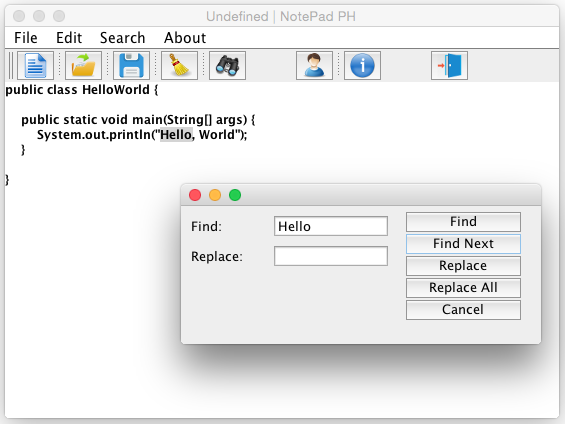 Undefined | NotePad PH
File Edit Search About
public class HelloWorld {
public static void main(String[] args) {
System.out.println("Hello, World");
}
}
Find: Hello
Replace:
Find
Find Next
Replace
Replace All
Cancel